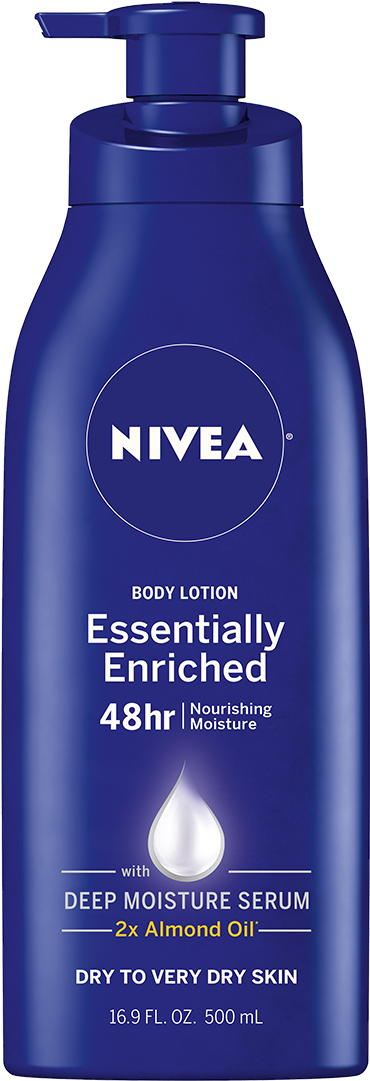 NIVEA®
BODY LOTION
Essentially
Enriched
48hr | Nourishing
Moisture
with
DEEP MOISTURE SERUM
2x Almond Oil*
DRY TO VERY DRY SKIN
16.9 FL. OZ. 500 mL